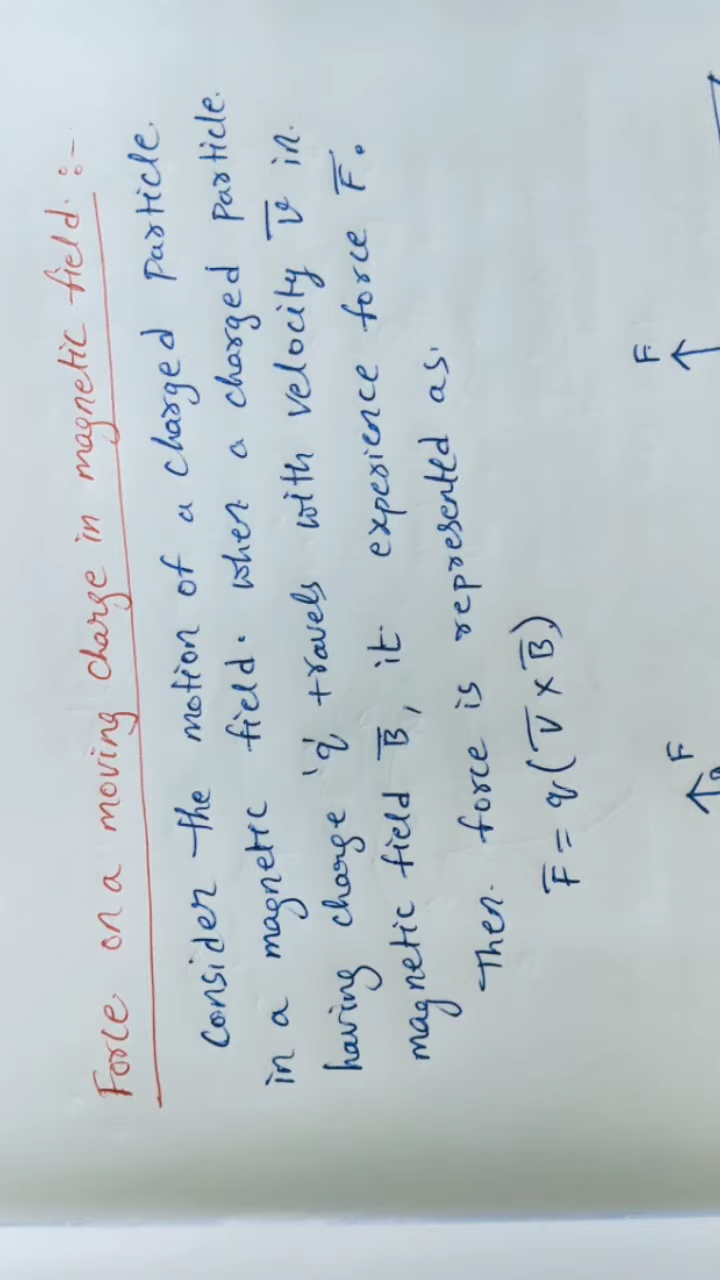 Force on a moving charge in magnetic field. :-
Consider the motion of a charged particle.
in a magnetic field. when a charged particle.
having charge 'q' travels with velocity V̅ in.
magnetic field B̅, it experience force F̅.
Then. force is represented as.
F̅ = q (V̅ × B̅)
F
F